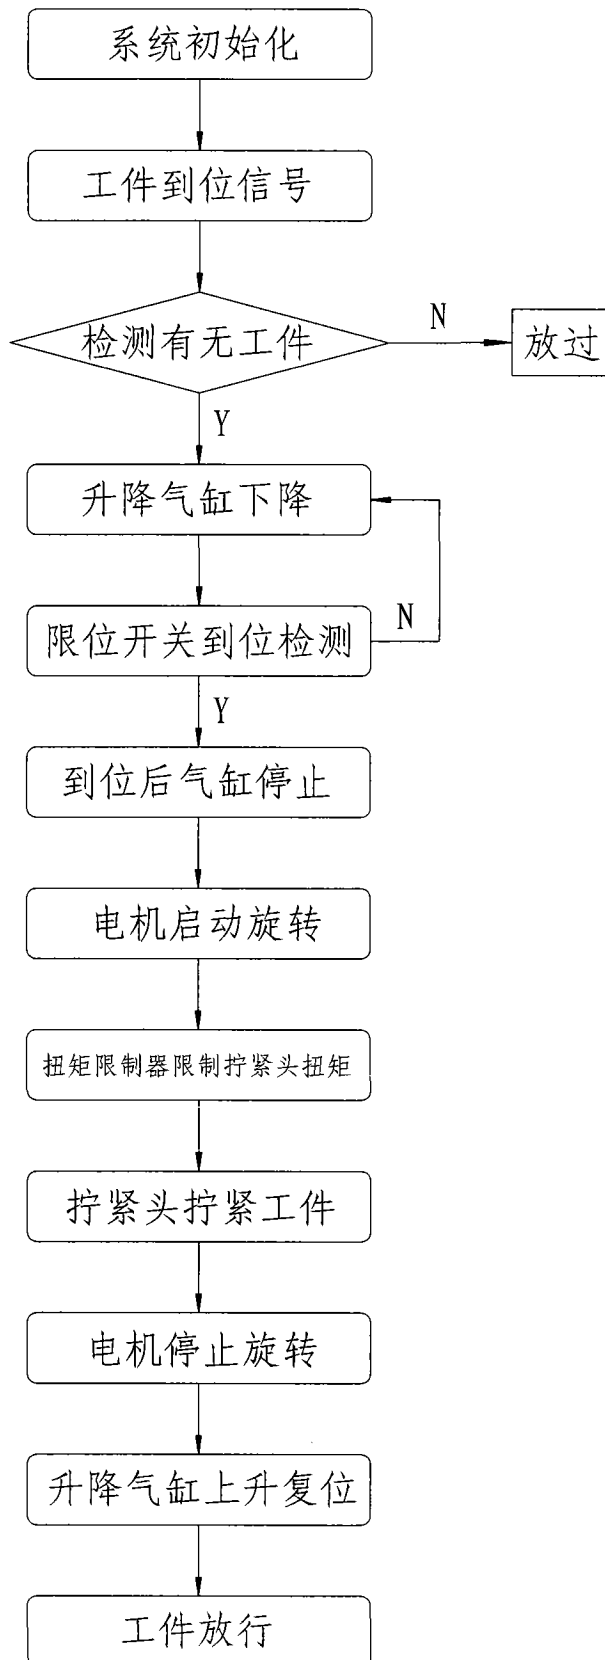 系统初始化
工件到位信号
检测有无工件
N
放过
Y
升降气缸下降
限位开关到位检测
N
Y
到位后气缸停止
电机启动旋转
扭矩限制器限制拧紧头扭矩
拧紧头拧紧工件
电机停止旋转
升降气缸上升复位
工件放行